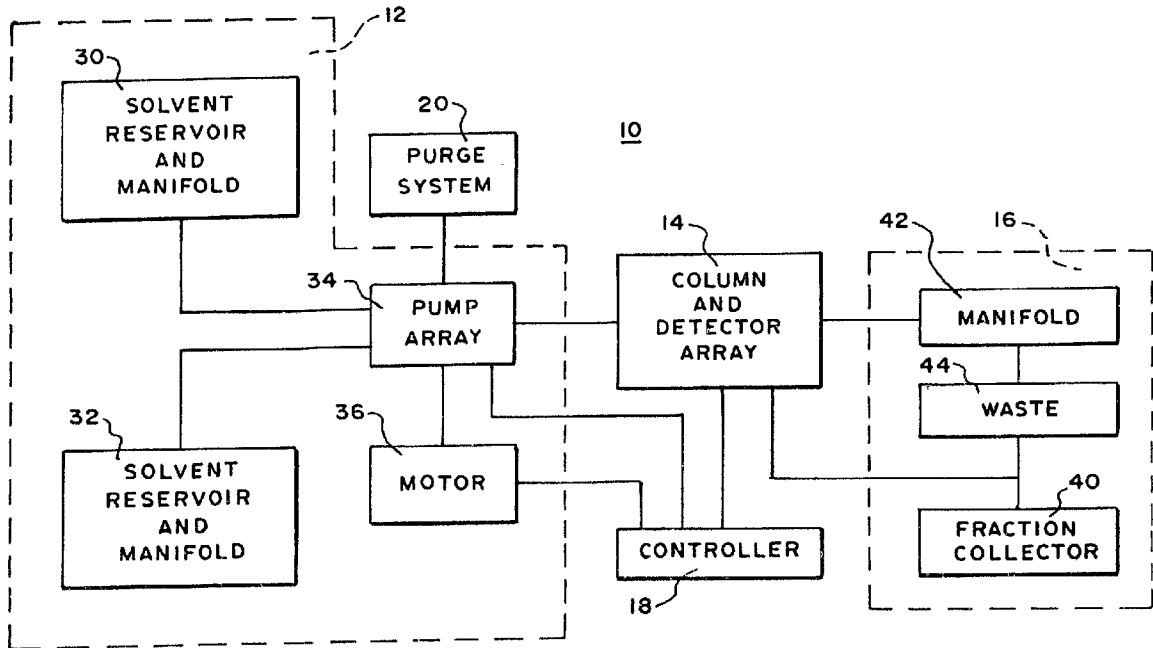 12
30
SOLVENT
RESERVOIR
AND
MANIFOLD
20
PURGE
SYSTEM
10
14
COLUMN
AND
DETECTOR
ARRAY
42
16
MANIFOLD
34
PUMP
ARRAY
44
WASTE
32
SOLVENT
RESERVOIR
AND
MANIFOLD
36
MOTOR
CONTROLLER
18
40
FRACTION
COLLECTOR